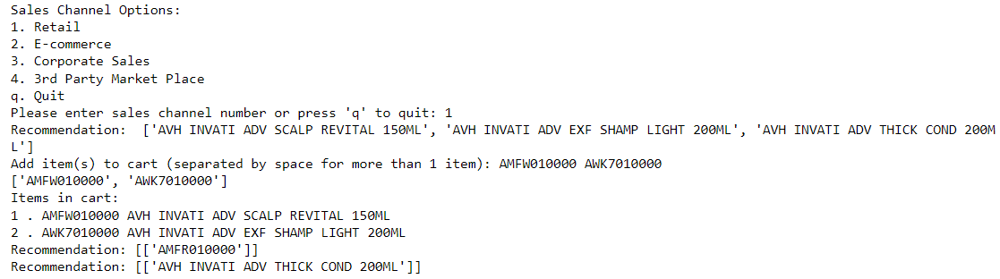 Sales Channel Options:
1. Retail
2. E-commerce
3. Corporate Sales
4. 3rd Party Market Place
q. Quit
Please enter sales channel number or press 'q' to quit: 1
Recommendation:  ['AVH INVATI ADV SCALP REVITAL 150ML', 'AVH INVATI ADV EXF SHAMP LIGHT 200ML', 'AVH INVATI ADV THICK COND 200M
L']
Add item(s) to cart (separated by space for more than 1 item): AMFW010000 AWK7010000
['AMFW010000', 'AWK7010000']
Items in cart:
1 . AMFW010000 AVH INVATI ADV SCALP REVITAL 150ML
2 . AWK7010000 AVH INVATI ADV EXF SHAMP LIGHT 200ML
Recommendation: [['AMFR010000']]
Recommendation: [['AVH INVATI ADV THICK COND 200ML']]